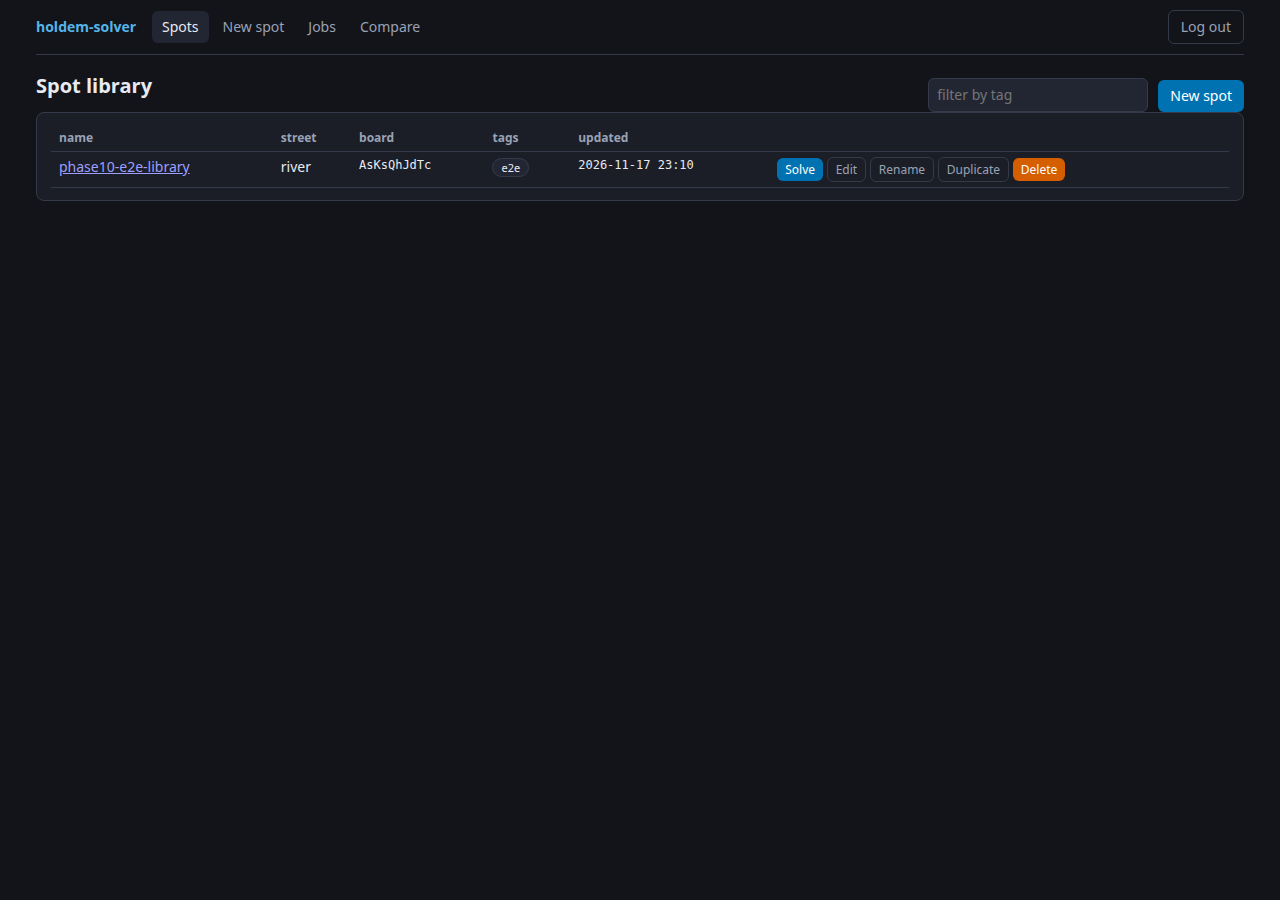 holdem-solver Spots New spot Jobs Compare Log out
Spot library filter by tag New spot
name street board tags updated
phase10-e2e-library river AsKsQhJdTc e2e 2026-11-17 23:10 Solve Edit Rename Duplicate Delete